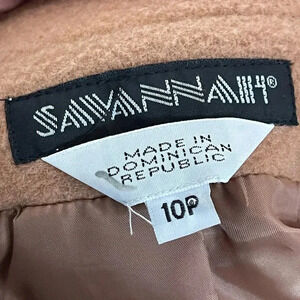 SAVANNAH®
MADE IN
DOMINICAN
REPUBLIC
10P